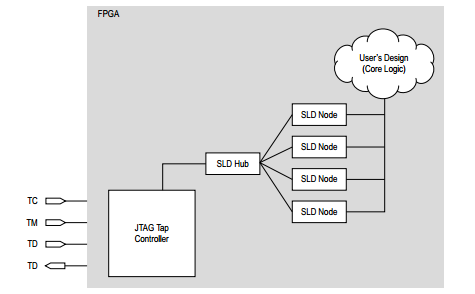 FPGA
User's Design
(Core Logic)
SLD Node
SLD Node
SLD Hub
SLD Node
SLD Node
TC
TM
JTAG Tap
Controller
TD
TD